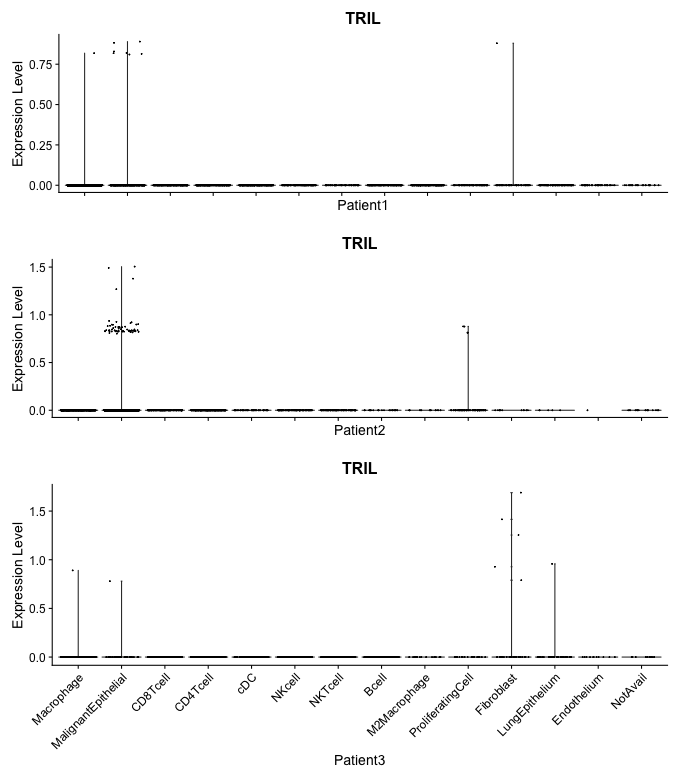 TRIL
Expression Level
0.75
0.50
0.25
0.00
Patient1
TRIL
Expression Level
1.5
1.0
0.5
0.0
Patient2
TRIL
Expression Level
1.5
1.0
0.5
0.0
Macrophage
MalignantEpithelial
CD8Tcell
CD4Tcell
cDC
NKcell
NKTcell
Bcell
M2Macrophage
ProliferatingCell
Fibroblast
LungEpithelium
Endothelium
NotAvail
Patient3